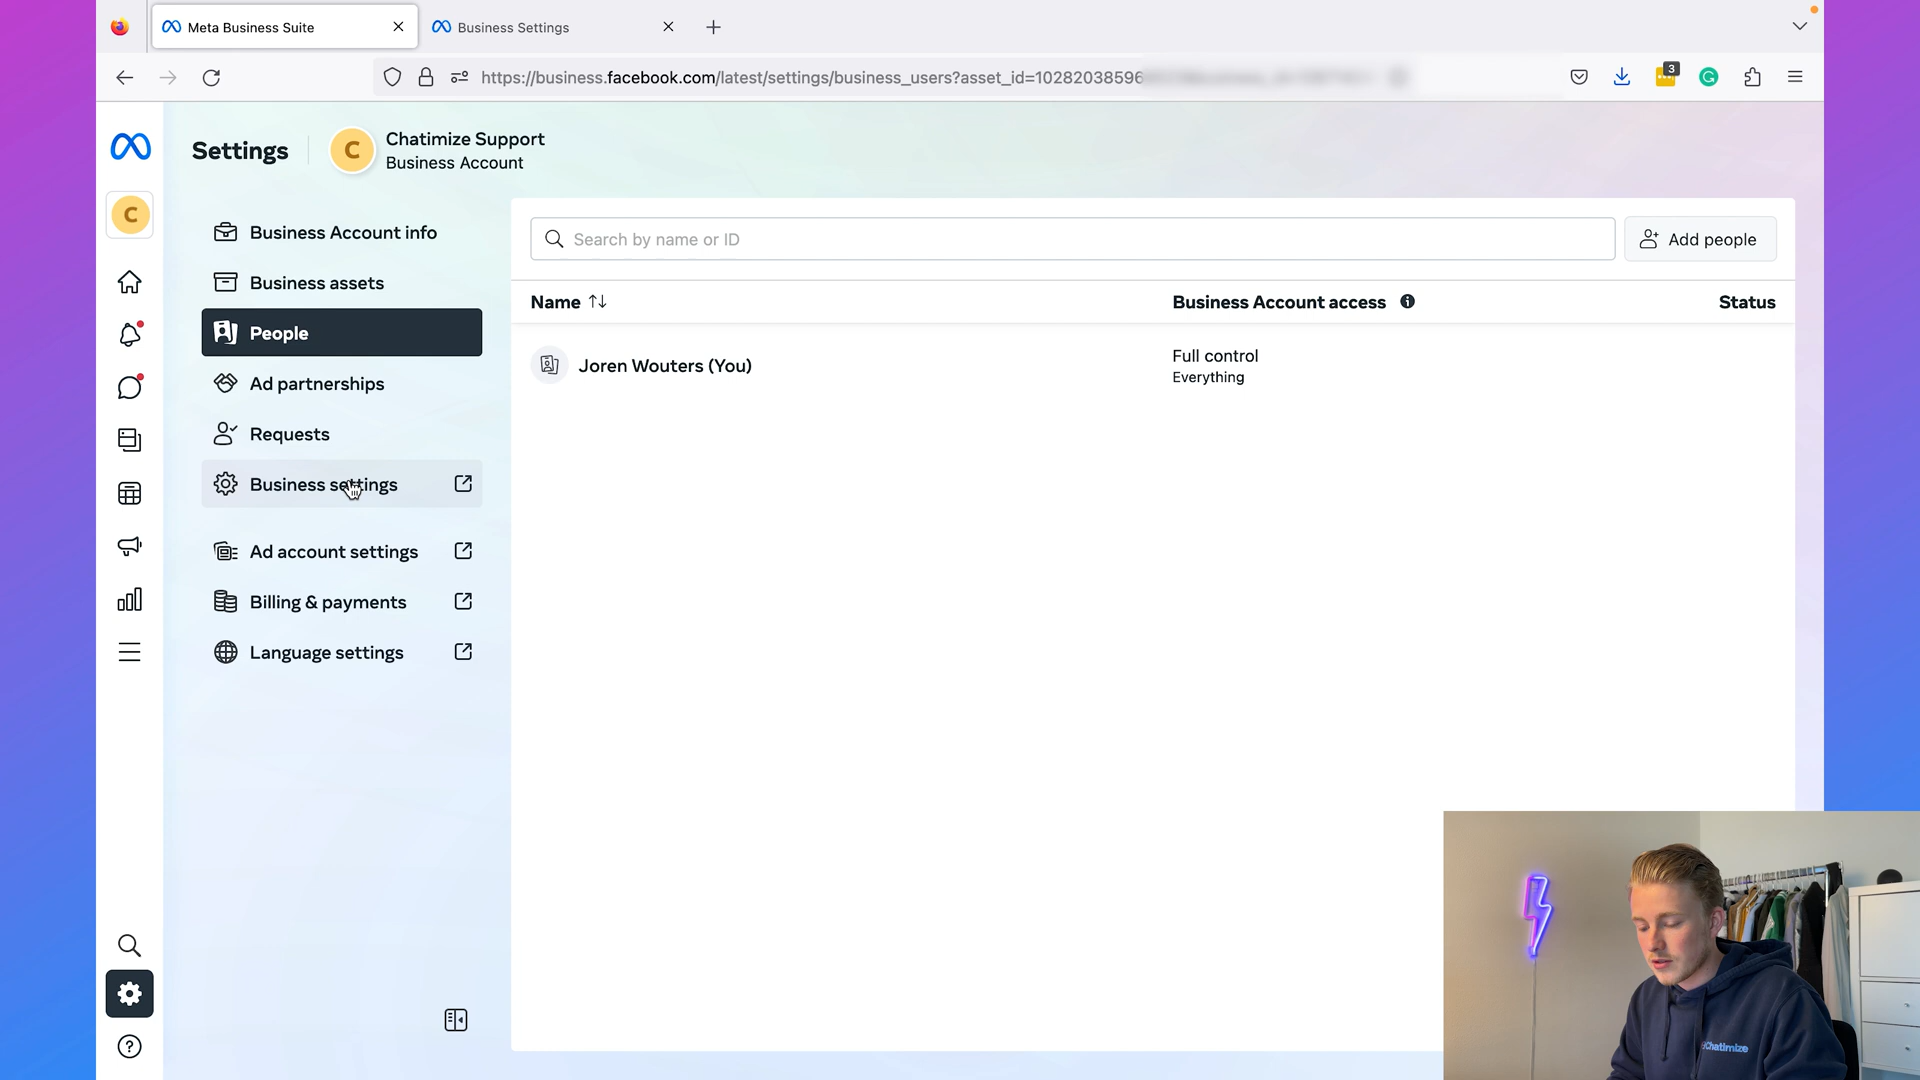 Meta Business Suite
Business Settings
https://business.facebook.com/latest/settings/business_users?asset_id=10282038596
3
Settings
C
Chatimize Support
Business Account
C
Business Account info
Business assets
People
Ad partnerships
Requests
Business settings
Ad account settings
Billing & payments
Language settings
Search by name or ID
Add people
Name
Business Account access
Status
Joren Wouters (You)
Full control
Everything
Chatimize